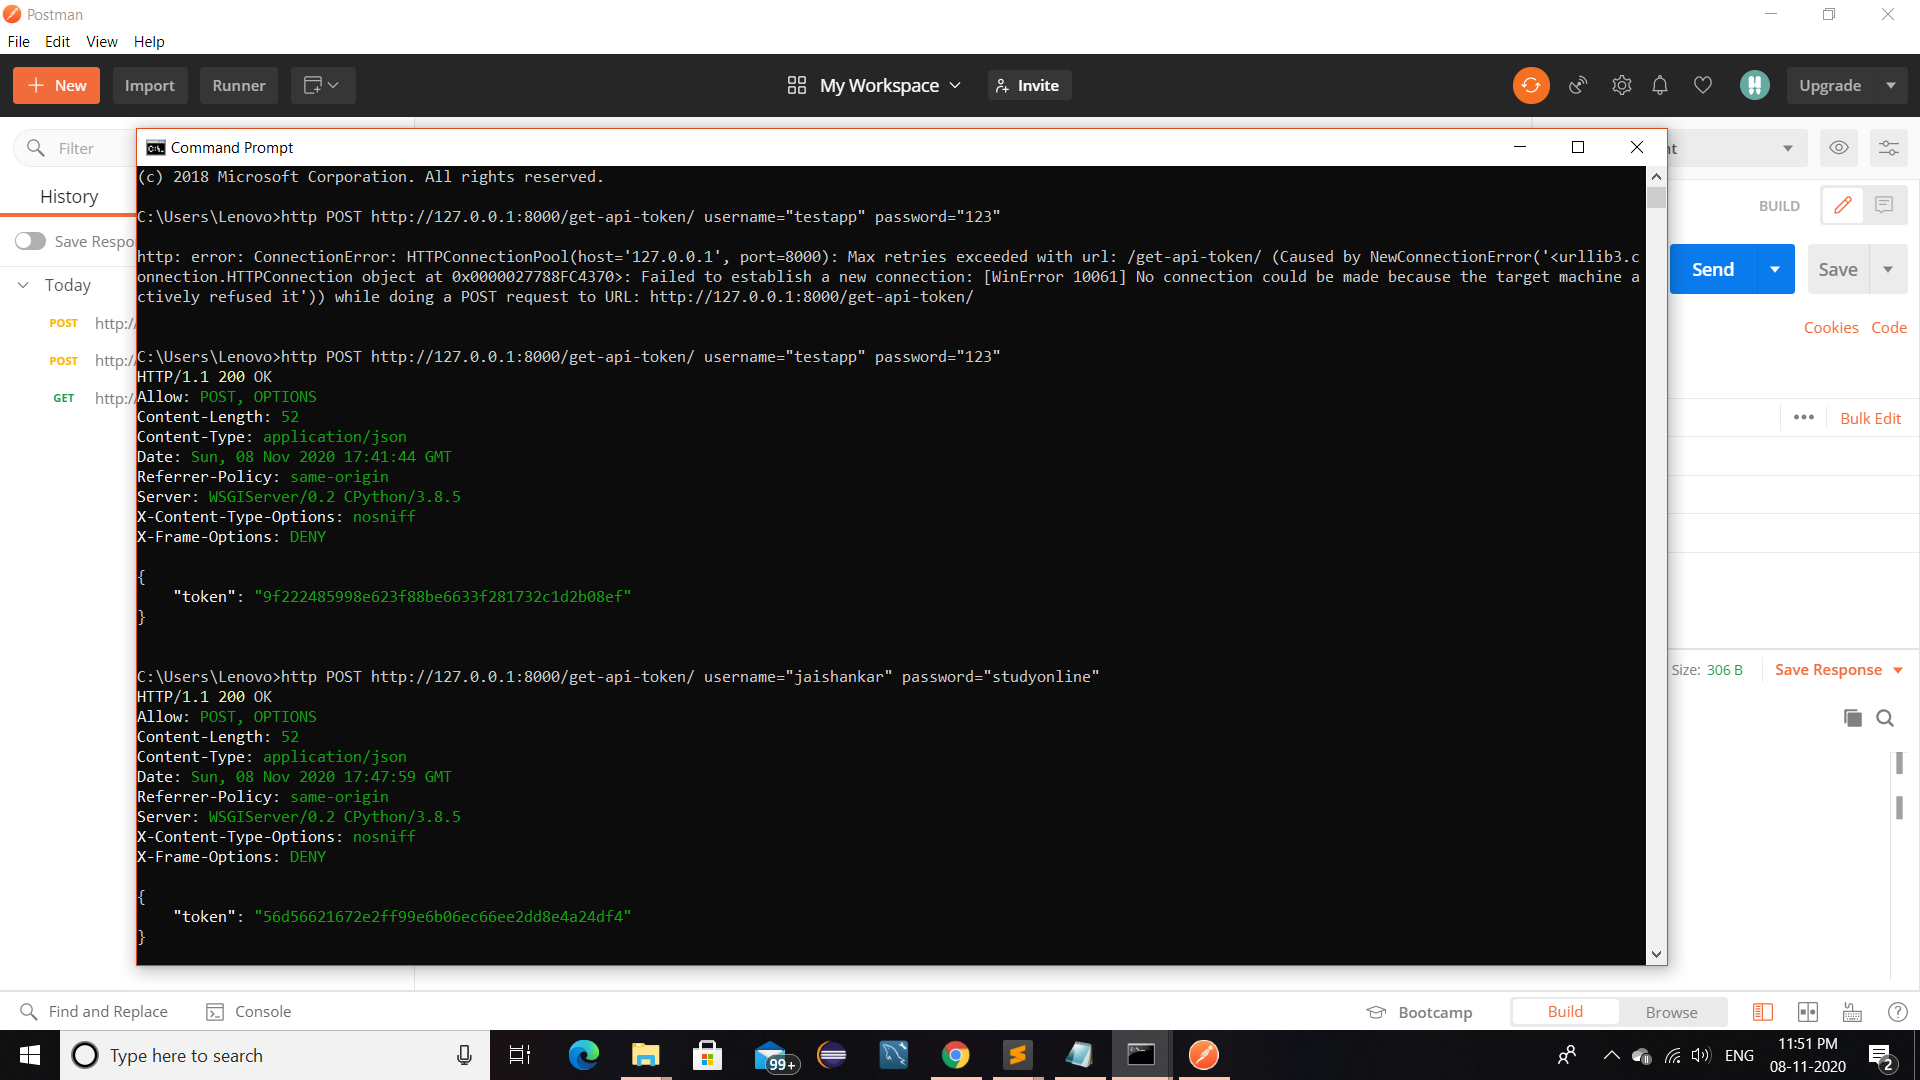 Postman
File Edit View Help
New Import Runner My Workspace Invite Upgrade
Filter
History
Save Respo
Today
POST http:/
POST http:/
GET http:/
Command Prompt
(c) 2018 Microsoft Corporation. All rights reserved.
C:\Users\Lenovo>http POST http://127.0.0.1:8000/get-api-token/ username="testapp" password="123"
http: error: ConnectionError: HTTPConnectionPool(host='127.0.0.1', port=8000): Max retries exceeded with url: /get-api-token/ (Caused by NewConnectionError('<urllib3.c
onnection.HTTPConnection object at 0x0000027788FC4370>: Failed to establish a new connection: [WinError 10061] No connection could be made because the target machine a
ctively refused it')) while doing a POST request to URL: http://127.0.0.1:8000/get-api-token/
C:\Users\Lenovo>http POST http://127.0.0.1:8000/get-api-token/ username="testapp" password="123"
HTTP/1.1 200 OK
Allow: POST, OPTIONS
Content-Length: 52
Content-Type: application/json
Date: Sun, 08 Nov 2020 17:41:44 GMT
Referrer-Policy: same-origin
Server: WSGIServer/0.2 CPython/3.8.5
X-Content-Type-Options: nosniff
X-Frame-Options: DENY
{
"token": "9f222485998e623f88be6633f281732c1d2b08ef"
}
C:\Users\Lenovo>http POST http://127.0.0.1:8000/get-api-token/ username="jaishankar" password="studyonline"
HTTP/1.1 200 OK
Allow: POST, OPTIONS
Content-Length: 52
Content-Type: application/json
Date: Sun, 08 Nov 2020 17:47:59 GMT
Referrer-Policy: same-origin
Server: WSGIServer/0.2 CPython/3.8.5
X-Content-Type-Options: nosniff
X-Frame-Options: DENY
{
"token": "56d56621672e2ff99e6b06ec66ee2dd8e4a24df4"
}
nt
BUILD
Send Save
Cookies Code
Bulk Edit
Size: 306 B Save Response
Find and Replace Console Bootcamp Build Browse
Type here to search
99+
ENG
11:51 PM
08-11-2020
2